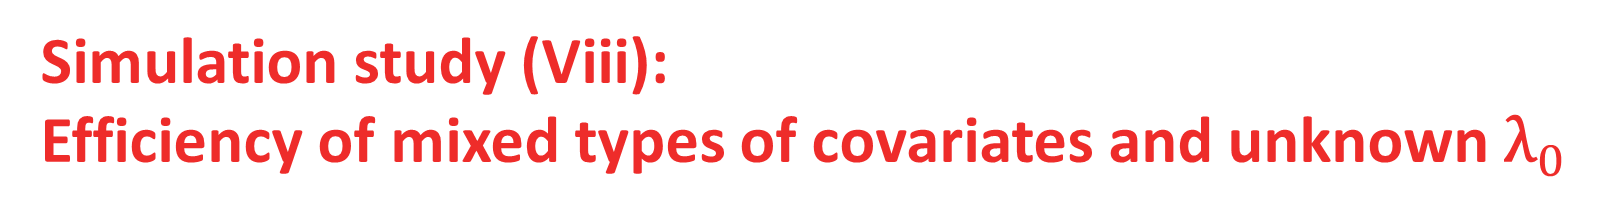 Simulation study (Viii):
Efficiency of mixed types of covariates and unknown λ₀